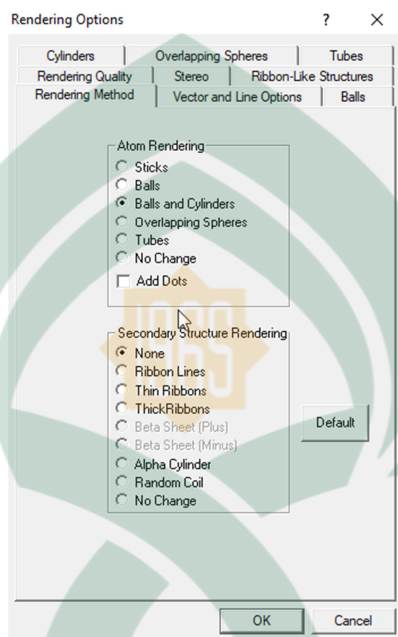 Rendering Options ? ×
Cylinders Overlapping Spheres Tubes
Rendering Quality Stereo Ribbon-Like Structures
Rendering Method Vector and Line Options Balls
Atom Rendering
Sticks
Balls
Balls and Cylinders
Overlapping Spheres
Tubes
No Change
Add Dots
Secondary Structure Rendering
None
Ribbon Lines
Thin Ribbons
ThickRibbons
Beta Sheet (Plus)
Beta Sheet (Minus)
Alpha Cylinder
Random Coil
No Change
Default
OK Cancel